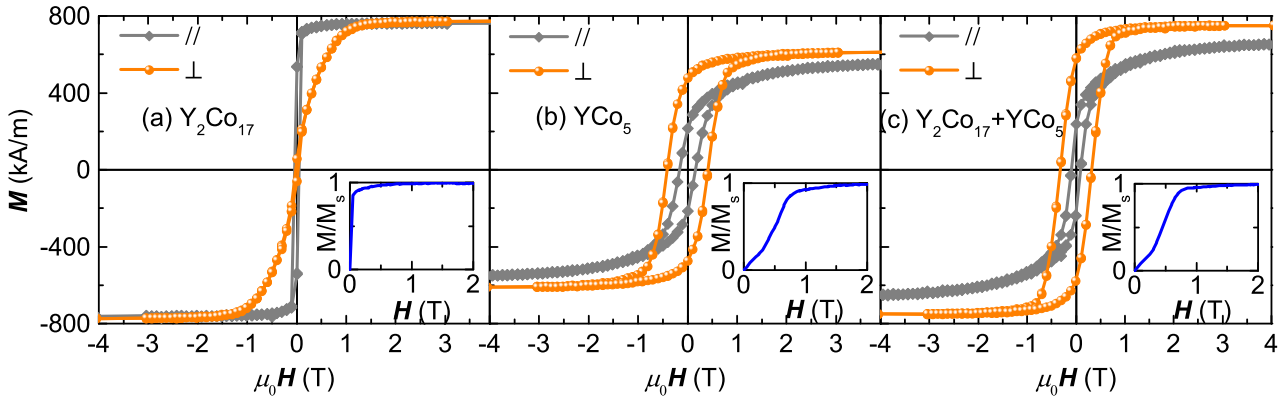 800
400
0
-400
-800
M (kA/m)
//
⊥
(a) Y2Co17
M/Ms
1
0
0 1 2
H (T)
-4 -3 -2 -1 0 1 2 3
μ0H (T)
//
⊥
(b) YCo5
M/Ms
1
0
0 1 2
H (T)
-4 -3 -2 -1 0 1 2 3
μ0H (T)
//
⊥
(c) Y2Co17+YCo5
M/Ms
1
0
0 1 2
H (T)
-4 -3 -2 -1 0 1 2 3 4
μ0H (T)